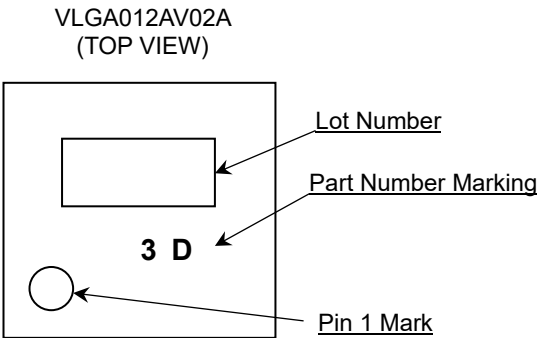 VLGA012AV02A
(TOP VIEW)
Lot Number
Part Number Marking
3 D
Pin 1 Mark